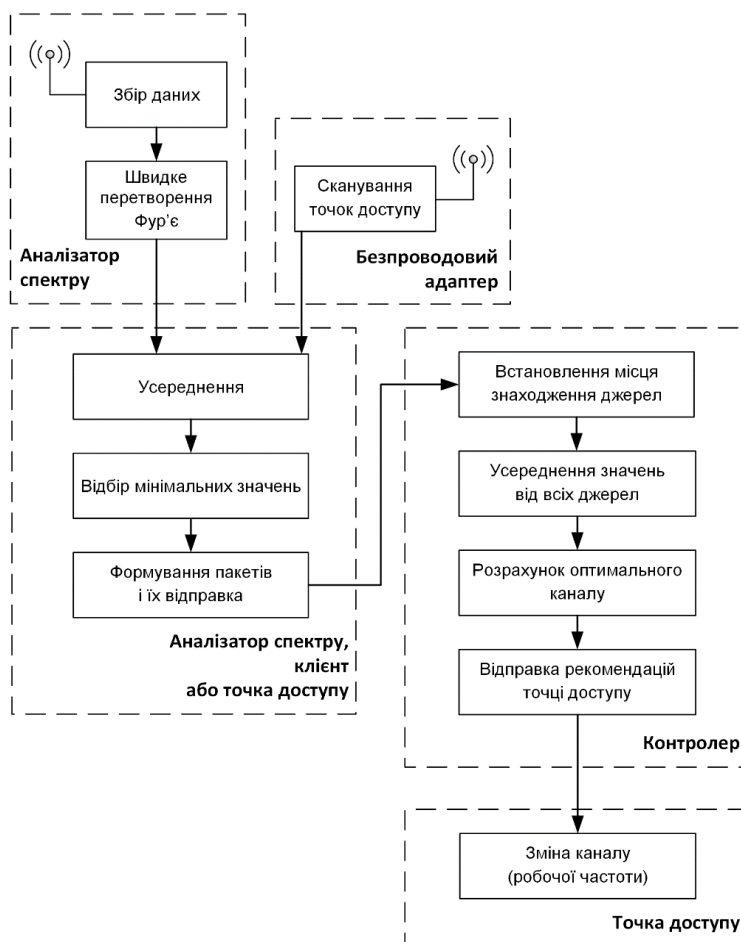 Збір даних
Швидке
перетворення
Фур'є
Аналізатор
спектру
Сканування
точок доступу
Безпроводовий
адаптер
Усереднення
Відбір мінімальних значень
Формування пакетів
і їх відправка
Аналізатор спектру,
клієнт
або точка доступу
Встановлення місця
знаходження джерел
Усереднення значень
від всіх джерел
Розрахунок оптимального
каналу
Відправка рекомендацій
точці доступу
Контролер
Зміна каналу
(робочої частоти)
Точка доступу